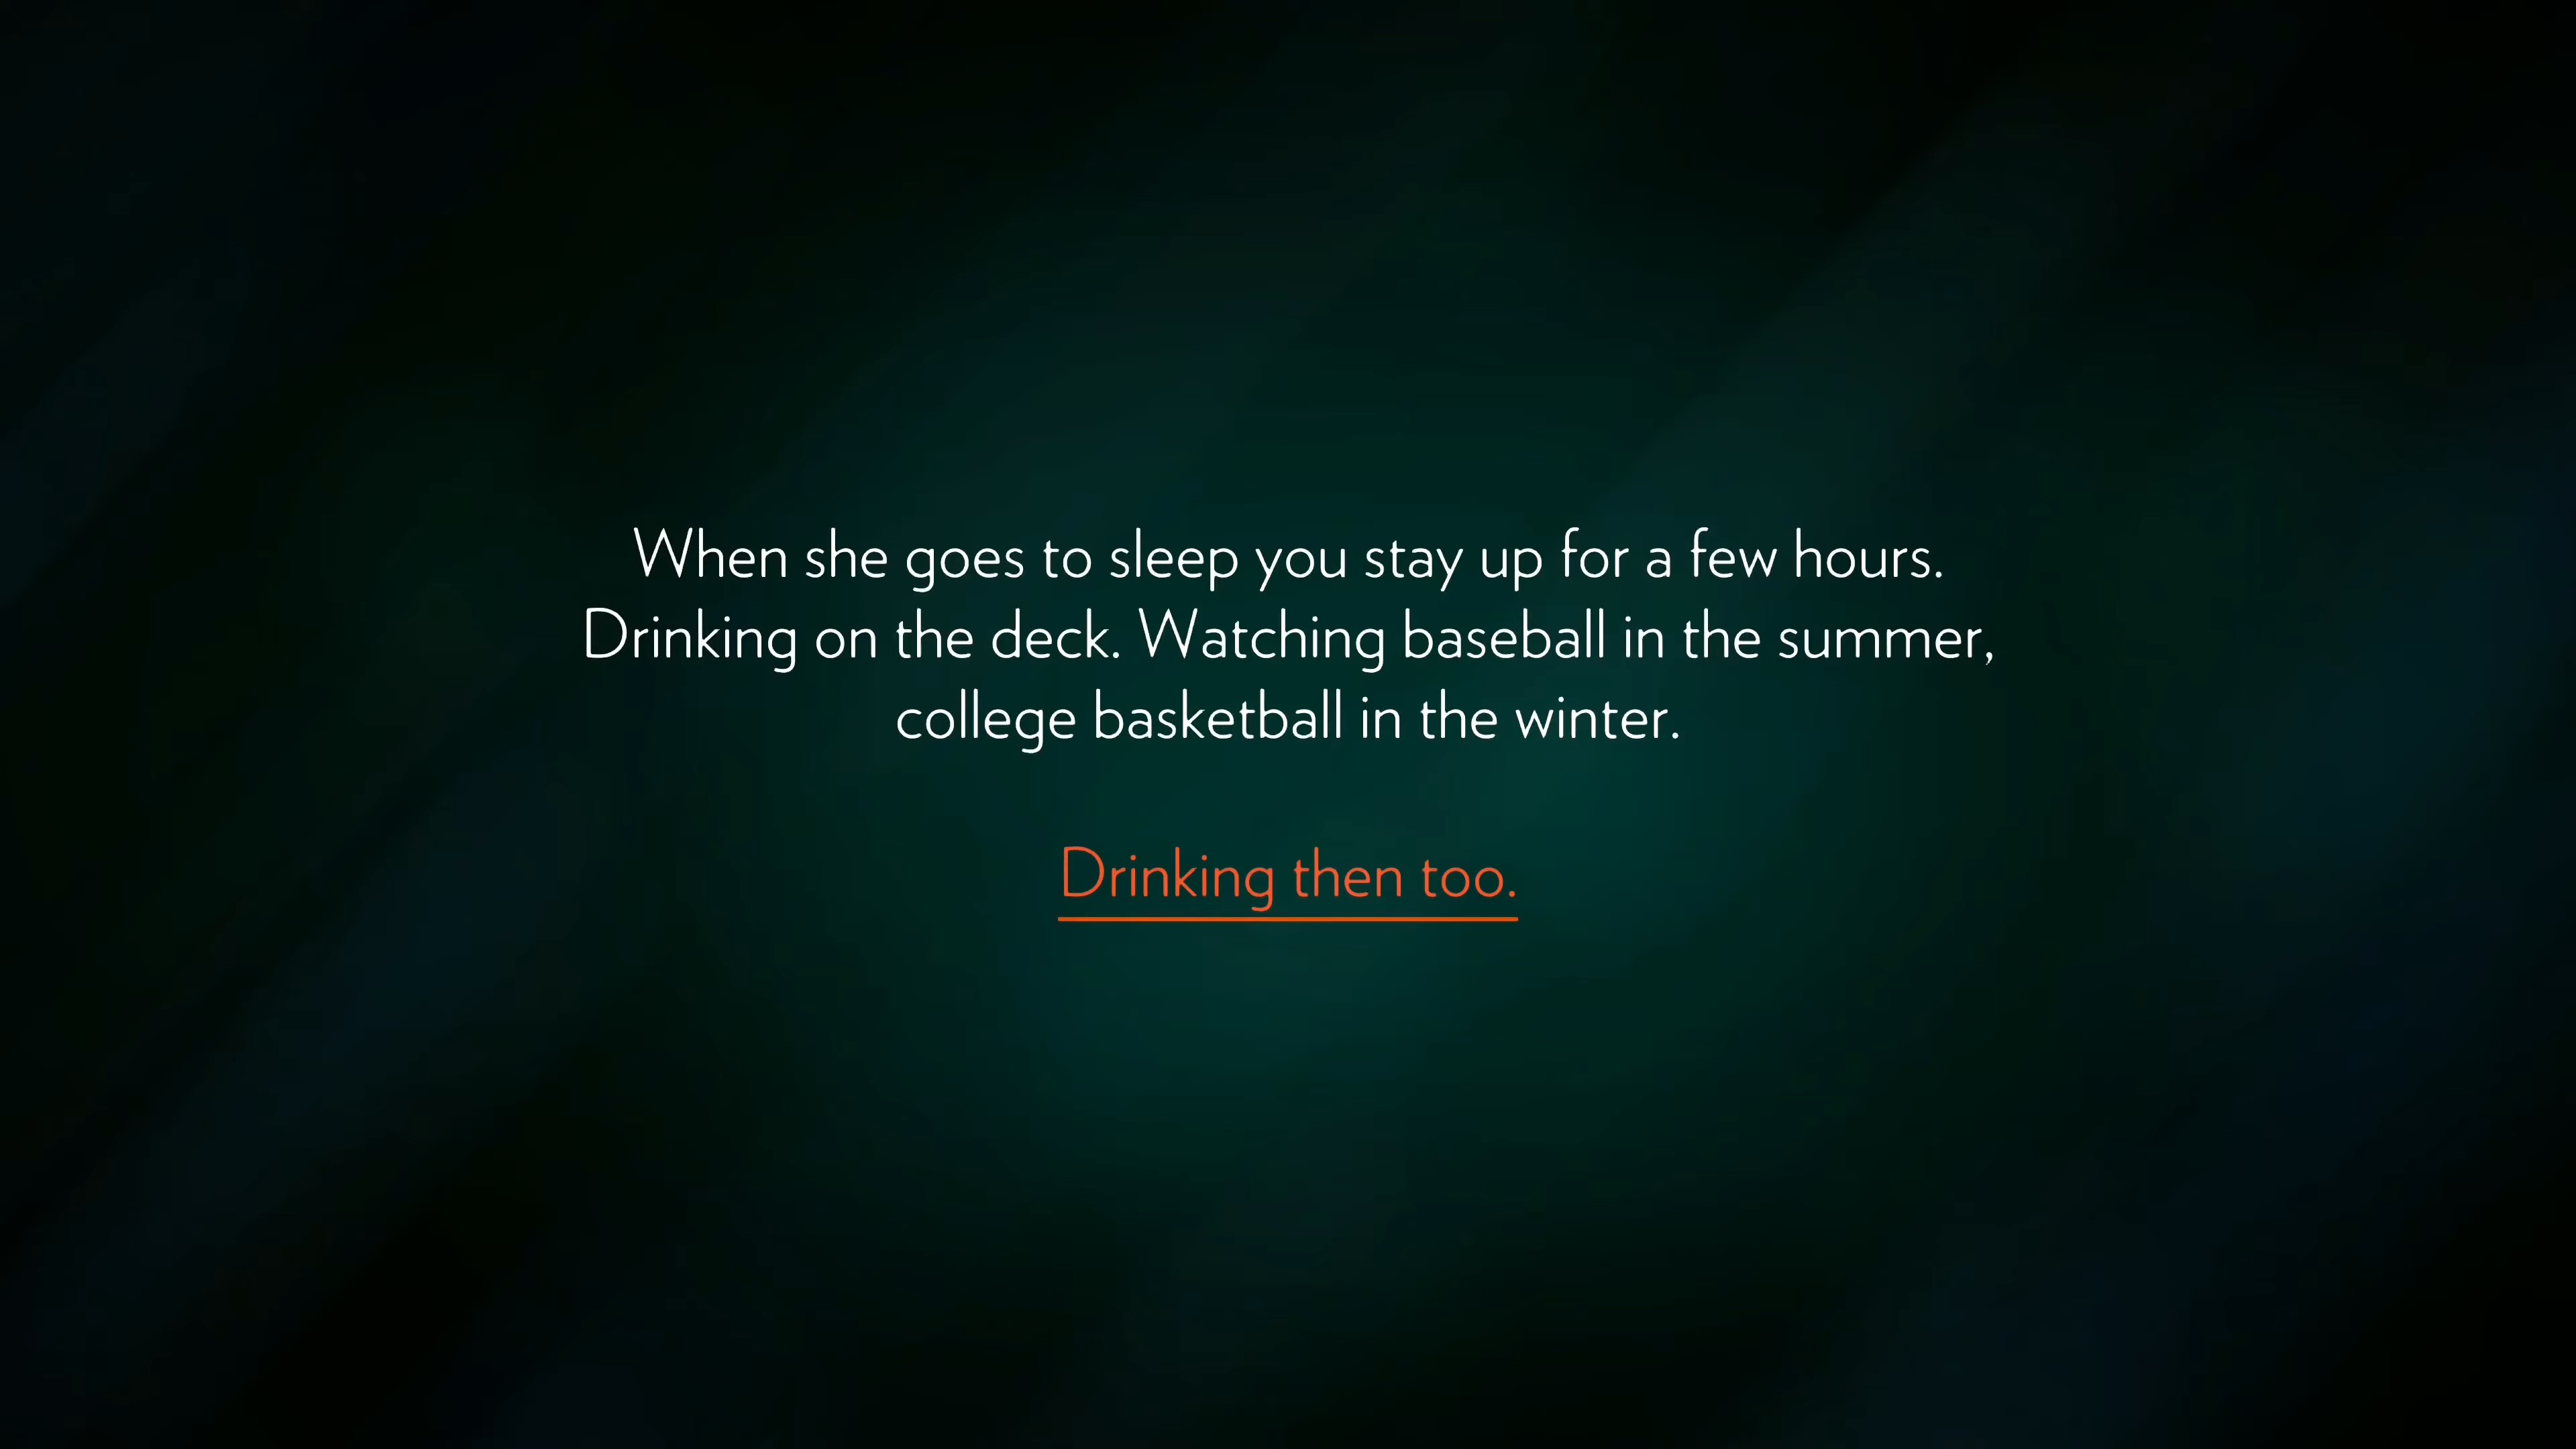 When she goes to sleep you stay up for a few hours.
Drinking on the deck. Watching baseball in the summer,
college basketball in the winter.
Drinking then too.